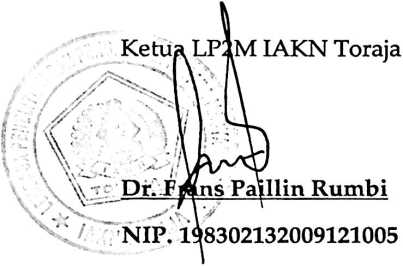 Ketua LP2M IAKN Toraja
Dr. Frans Paillin Rumbi
NIP. 198302132009121005